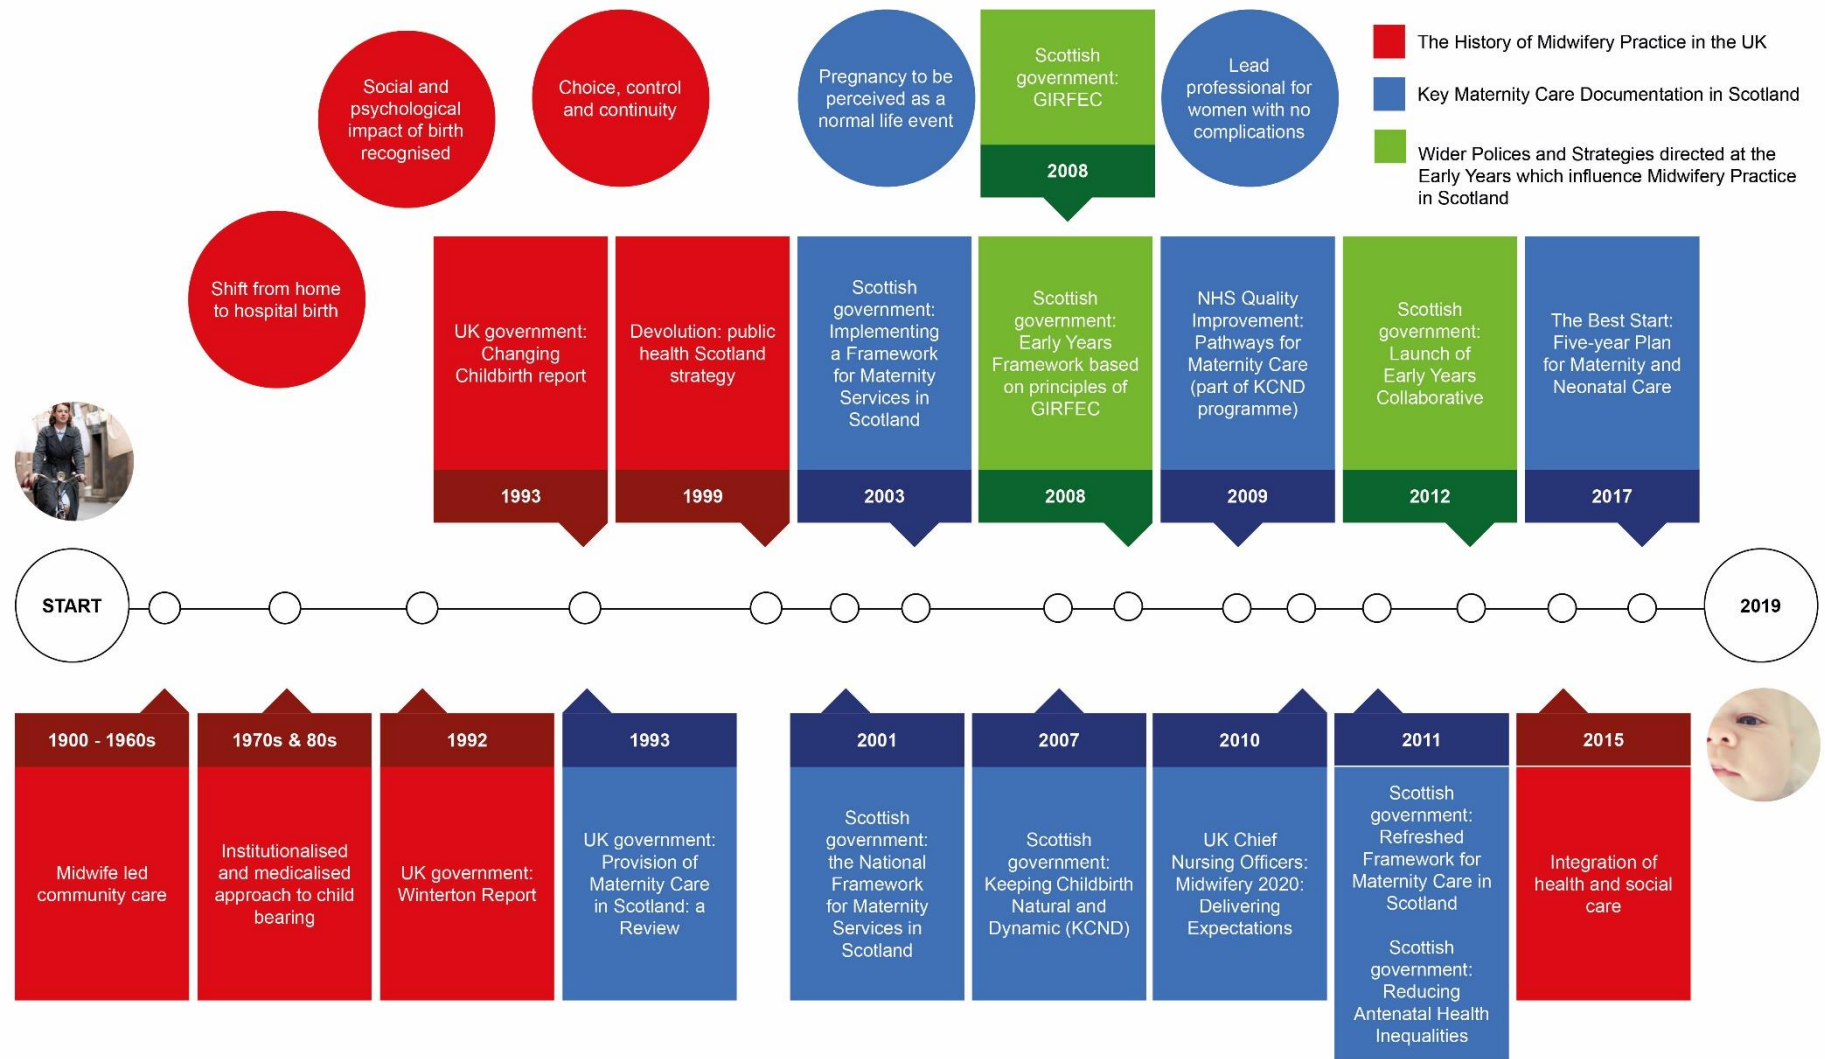 Social and
psychological
impact of birth
recognised
Choice, control
and continuity
Pregnancy to be
perceived as a
normal life event
Scottish
government:
GIRFEC
2008
Lead
professional for
women with no
complications
The History of Midwifery Practice in the UK
Key Maternity Care Documentation in Scotland
Wider Polices and Strategies directed at the
Early Years which influence Midwifery Practice
in Scotland
Shift from home
to hospital birth
UK government:
Changing
Childbirth report
1993
Devolution: public
health Scotland
strategy
1999
Scottish
government:
Implementing
a Framework
for Maternity
Services in
Scotland
2003
Scottish
government:
Early Years
Framework based
on principles of
GIRFEC
2008
NHS Quality
Improvement:
Pathways for
Maternity Care
(part of KCND
programme)
2009
Scottish
government:
Launch of
Early Years
Collaborative
2012
The Best Start:
Five-year Plan
for Maternity and
Neonatal Care
2017
START
2019
1900 - 1960s
Midwife led
community care
1970s & 80s
Institutionalised
and medicalised
approach to child
bearing
1992
UK government:
Winterton Report
1993
UK government:
Provision of
Maternity Care
in Scotland: a
Review
2001
Scottish
government:
the National
Framework
for Maternity
Services in
Scotland
2007
Scottish
government:
Keeping Childbirth
Natural and
Dynamic (KCND)
2010
UK Chief
Nursing Officers:
Midwifery 2020:
Delivering
Expectations
2011
Scottish
government:
Refreshed
Framework for
Maternity Care in
Scotland
Scottish
government:
Reducing
Antenatal Health
Inequalities
2015
Integration of
health and social
care